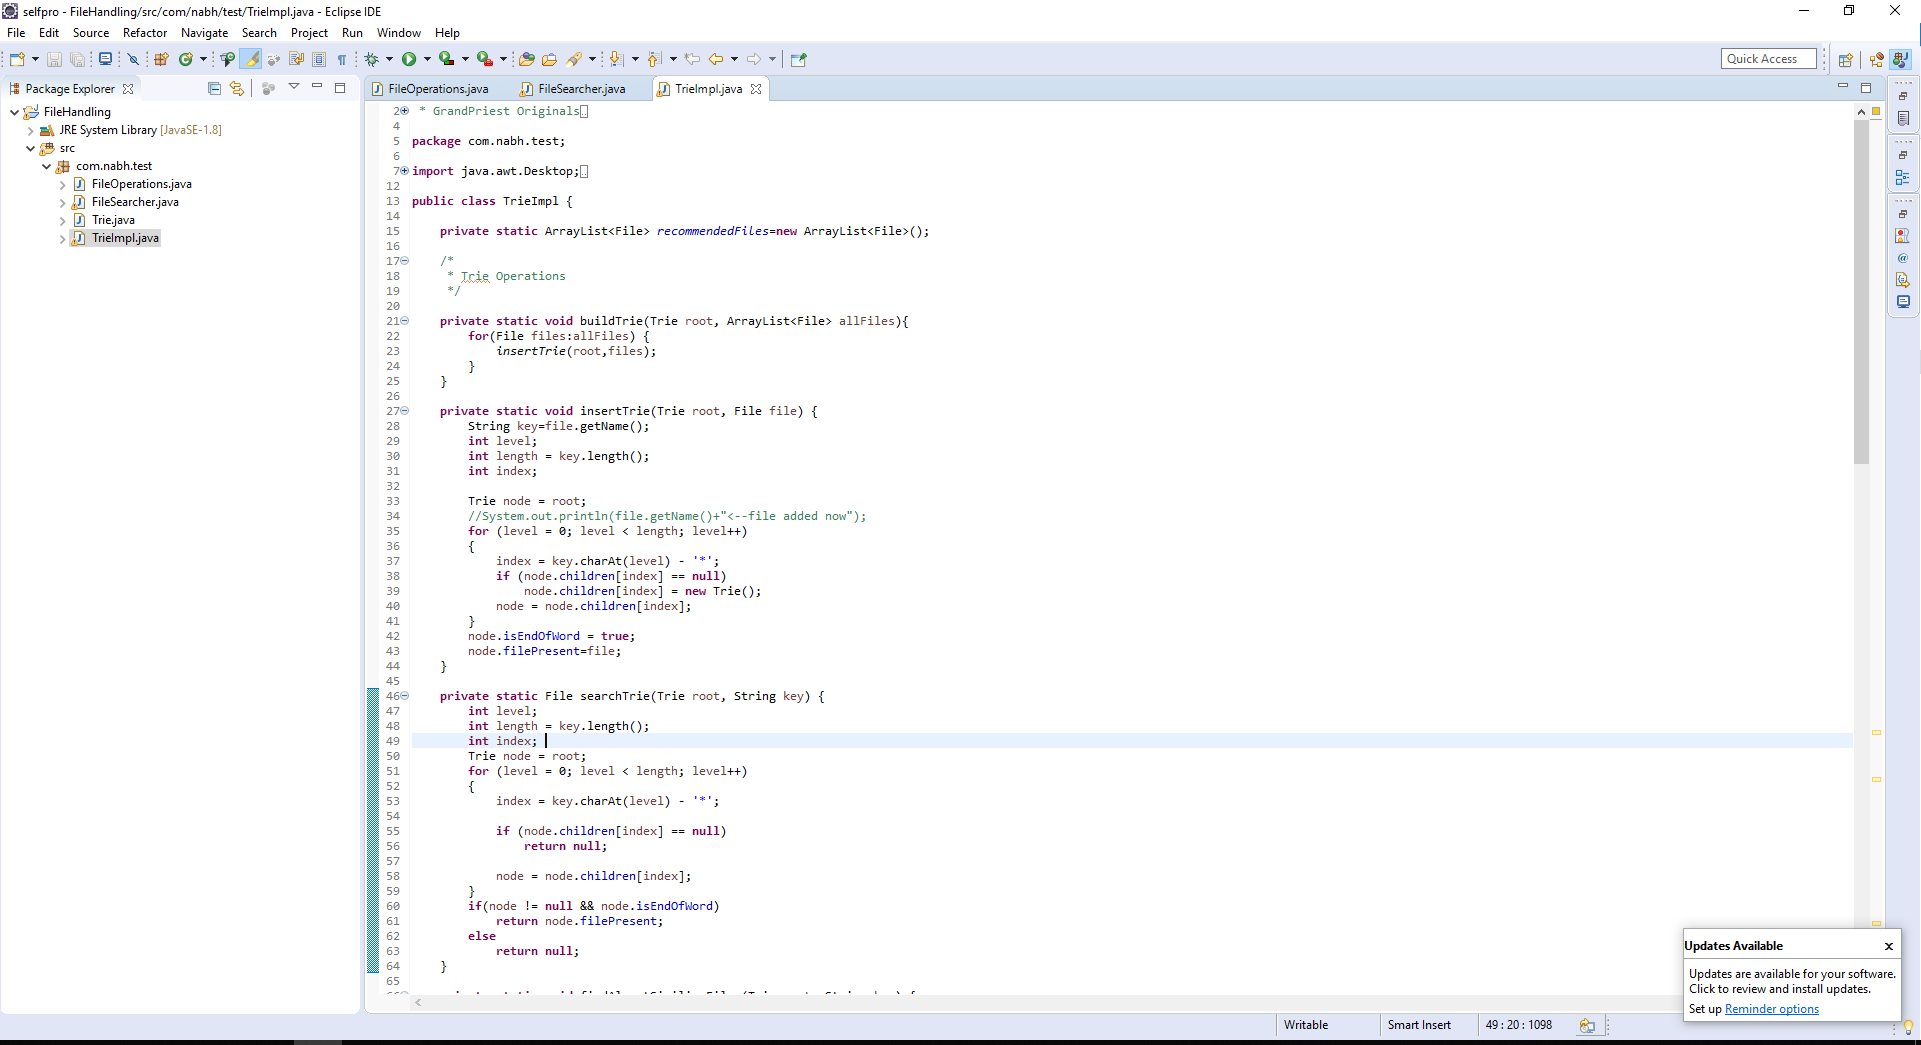 selfpro - FileHandling/src/com/nabh/test/TrieImpl.java - Eclipse IDE
File Edit Source Refactor Navigate Search Project Run Window Help
Quick Access
Package Explorer
FileHandling
JRE System Library [JavaSE-1.8]
src
com.nabh.test
FileOperations.java
FileSearcher.java
Trie.java
TrieImpl.java
FileOperations.java FileSearcher.java TrieImpl.java
2 * GrandPriest Originals
4
5 package com.nabh.test;
6
7 import java.awt.Desktop;
12
13 public class TrieImpl {
14
15 private static ArrayList<File> recommendedFiles=new ArrayList<File>();
16
17 /*
18 * Trie Operations
19 */
20
21 private static void buildTrie(Trie root, ArrayList<File> allFiles){
22 for(File files:allFiles) {
23 insertTrie(root,files);
24 }
25 }
26
27 private static void insertTrie(Trie root, File file) {
28 String key=file.getName();
29 int level;
30 int length = key.length();
31 int index;
32
33 Trie node = root;
34 //System.out.println(file.getName()+"<--file added now");
35 for (level = 0; level < length; level++)
36 {
37 index = key.charAt(level) - '*';
38 if (node.children[index] == null)
39 node.children[index] = new Trie();
40 node = node.children[index];
41 }
42 node.isEndOfWord = true;
43 node.filePresent=file;
44 }
45
46 private static File searchTrie(Trie root, String key) {
47 int level;
48 int length = key.length();
49 int index;
50 Trie node = root;
51 for (level = 0; level < length; level++)
52 {
53 index = key.charAt(level) - '*';
54
55 if (node.children[index] == null)
56 return null;
57
58 node = node.children[index];
59 }
60 if(node != null && node.isEndOfWord)
61 return node.filePresent;
62 else
63 return null;
64 }
65
Updates Available
Updates are available for your software.
Click to review and install updates.
Set up Reminder options
Writable Smart Insert 49 : 20 : 1098